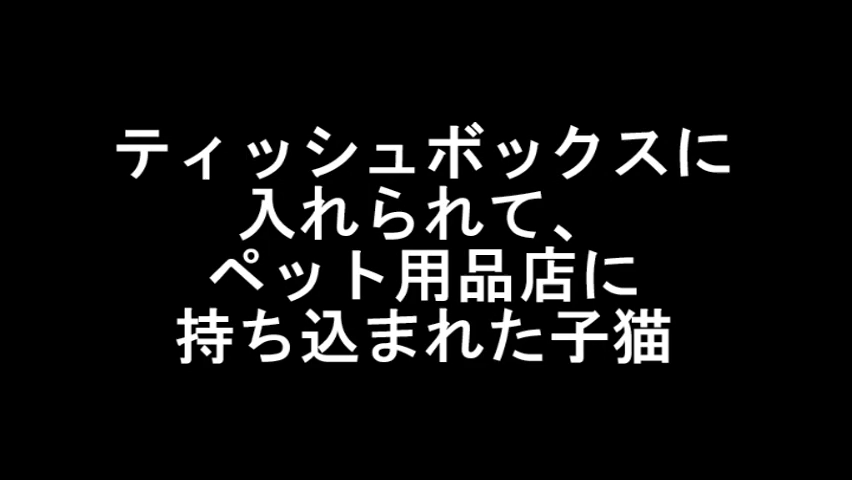 ティッシュボックスに
入れられて、
ペット用品店に
持ち込まれた子猫